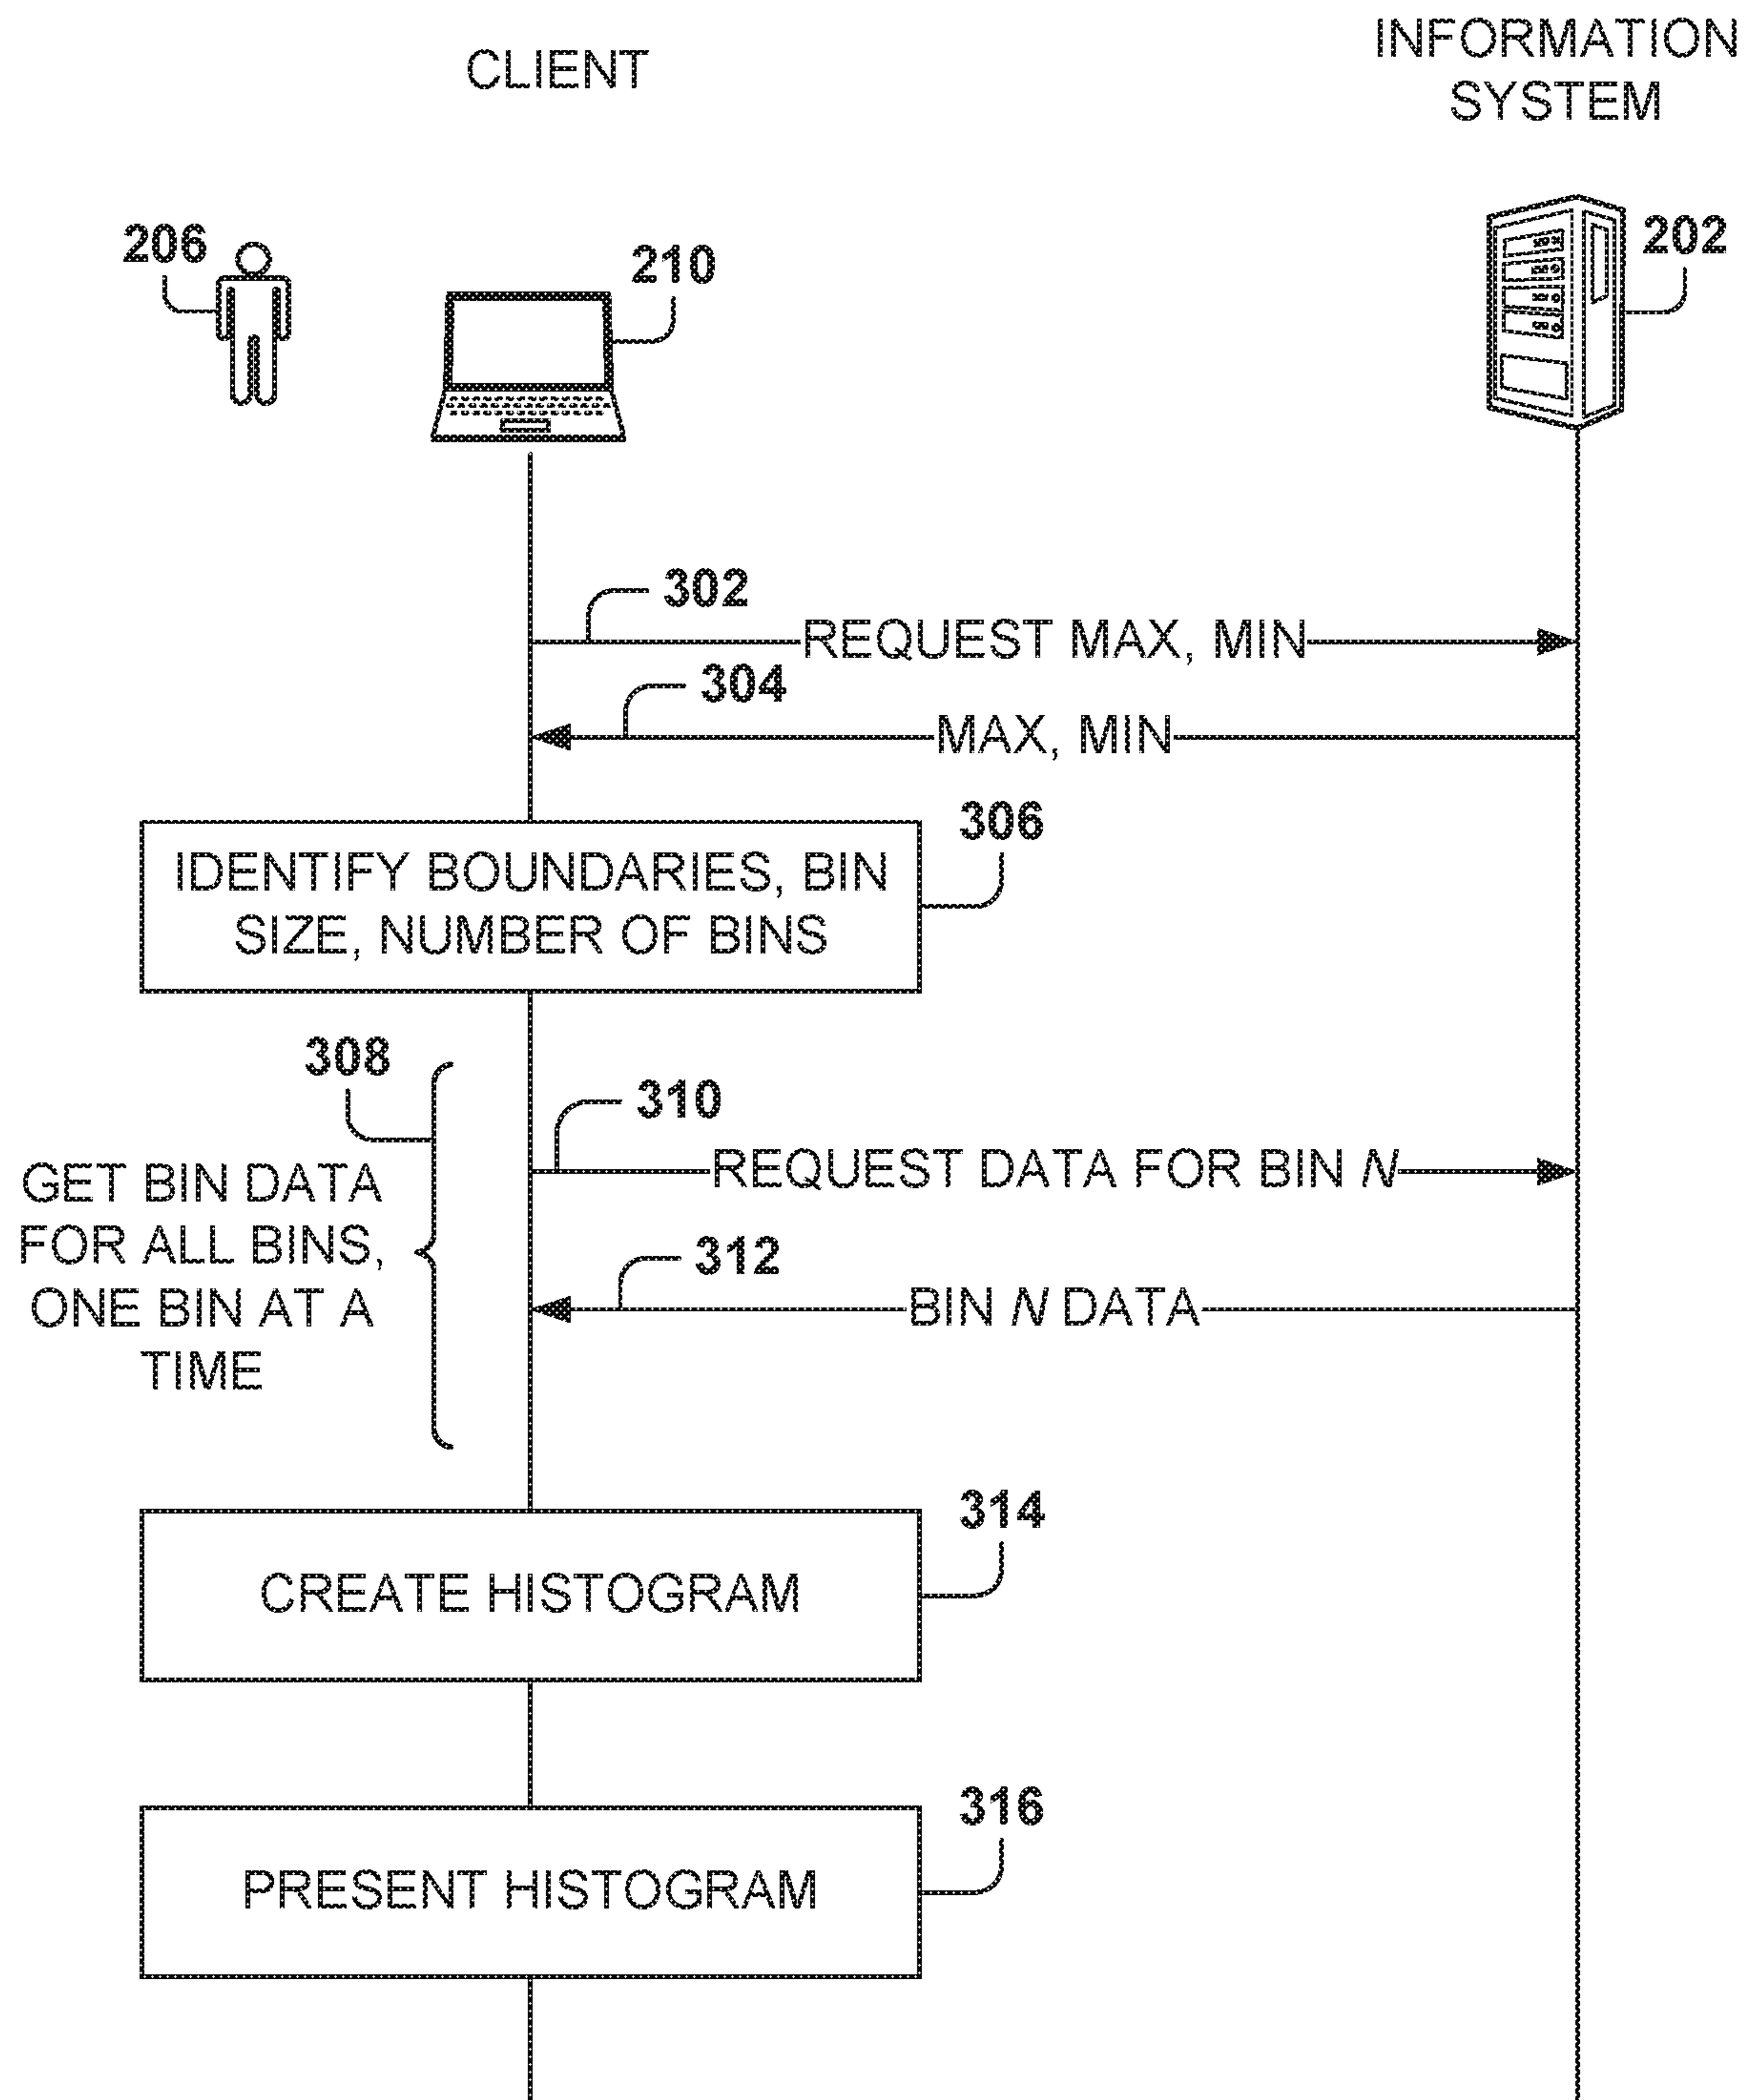 CLIENT
INFORMATION
SYSTEM
206
210
202
302
REQUEST MAX, MIN
304
MAX, MIN
306
IDENTIFY BOUNDARIES, BIN
SIZE, NUMBER OF BINS
308
310
GET BIN DATA
FOR ALL BINS,
ONE BIN AT A
TIME
REQUEST DATA FOR BIN N
312
BIN N DATA
314
CREATE HISTOGRAM
316
PRESENT HISTOGRAM